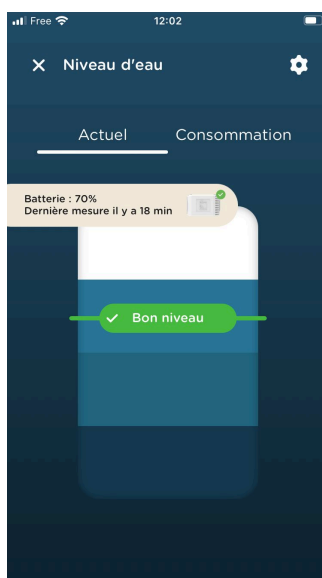 Free 12:02
Niveau d'eau
Actuel Consommation
Batterie : 70%
Dernière mesure il y a 18 min
Bon niveau